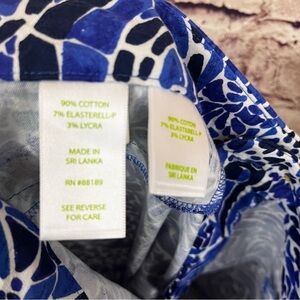 90% COTTON
7% ELASTERELL-P
3% LYCRA
MADE IN
SRI LANKA
RN #88189
SEE REVERSE
FOR CARE
90% COTTON
7% ELASTERELL-P
3% LYCRA
FABRIQUE EN
SRI LANKA